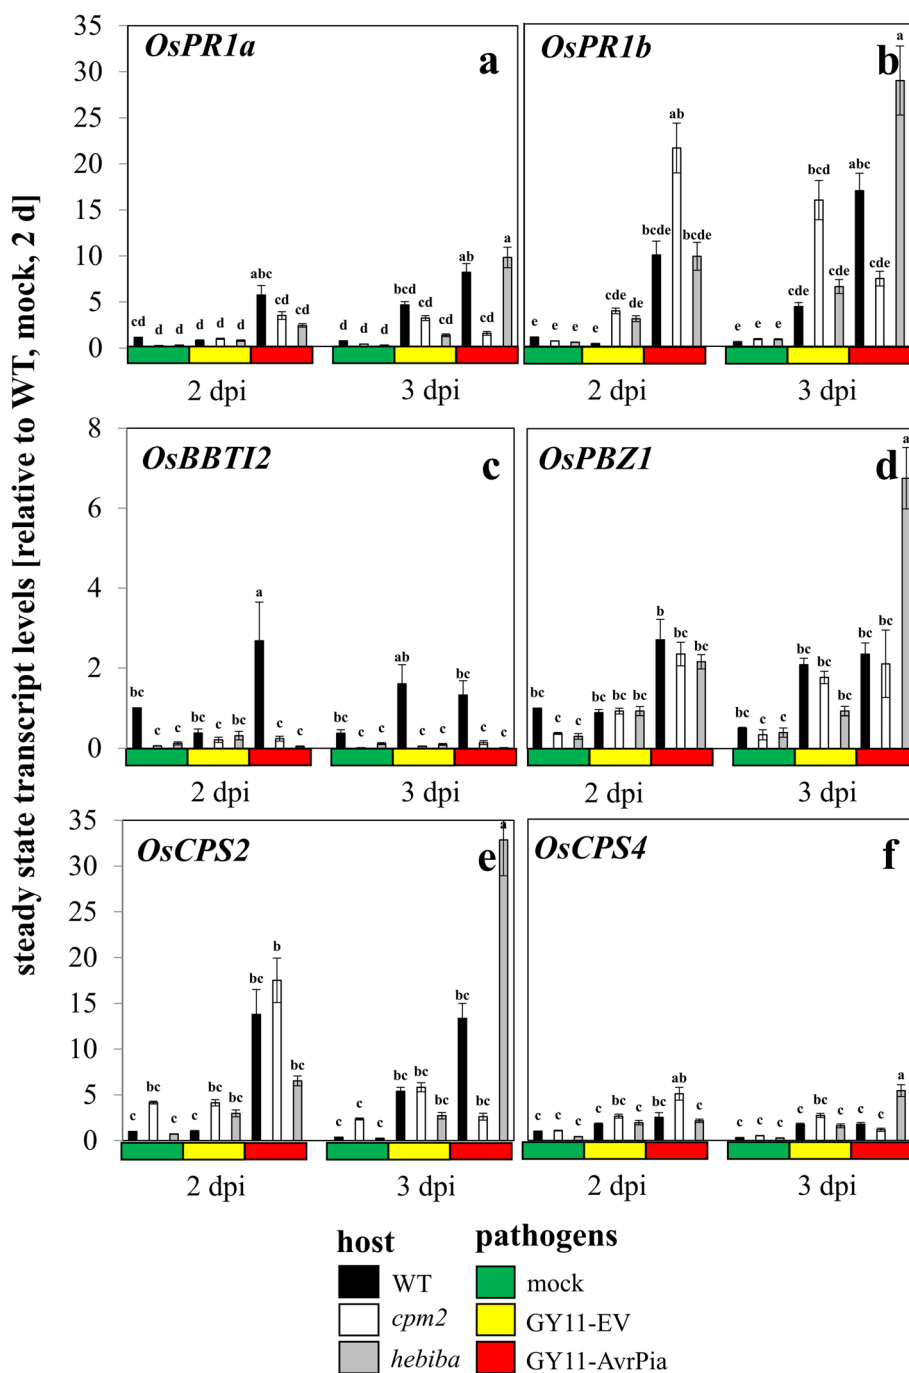 steady state transcript levels [relative to WT, mock, 2 d]
35
30
25
20
15
10
5
0
OsPR1a
a
cd d d d d d abc cd cd
d d d bcd cd d ab cd a
2 dpi
3 dpi
OsPR1b
b
e e e e cde de bcde ab bcde
e e e cde bcd cde abc cde a
2 dpi
3 dpi
8
6
4
2
0
OsBBTI2
c
bc c c bc c bc a c c
bc c c ab c c bc c c
2 dpi
3 dpi
OsPBZ1
d
bc c c bc bc bc b bc bc
bc c c bc bc bc bc bc a
2 dpi
3 dpi
35
30
25
20
15
10
5
0
OsCPS2
e
c bc c c bc bc bc b bc
c c c bc bc bc bc bc a
2 dpi
3 dpi
OsCPS4
f
c c c c bc c bc ab c
c c c c bc c c c a
2 dpi
3 dpi
host
WT
cpm2
hebiba
pathogens
mock
GY11-EV
GY11-AvrPia